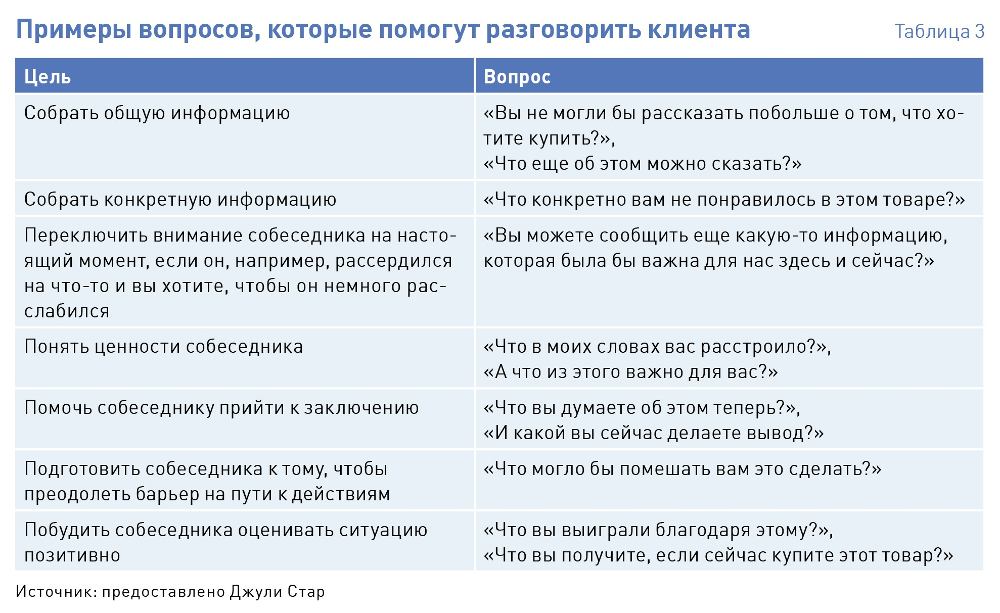 Примеры вопросов, которые помогут разговорить клиента
Таблица 3
Цель
Вопрос
Собрать общую информацию
«Вы не могли бы рассказать побольше о том, что хо-
тите купить?»,
«Что еще об этом можно сказать?»
Собрать конкретную информацию
«Что конкретно вам не понравилось в этом товаре?»
Переключить внимание собеседника на насто-
ящий момент, если он, например, рассердился
на что-то и вы хотите, чтобы он немного рас-
слабился
«Вы можете сообщить еще какую-то информацию,
которая была бы важна для нас здесь и сейчас?»
Понять ценности собеседника
«Что в моих словах вас расстроило?»,
«А что из этого важно для вас?»
Помочь собеседнику прийти к заключению
«Что вы думаете об этом теперь?»,
«И какой вы сейчас делаете вывод?»
Подготовить собеседника к тому, чтобы
преодолеть барьер на пути к действиям
«Что могло бы помешать вам это сделать?»
Побудить собеседника оценивать ситуацию
позитивно
«Что вы выиграли благодаря этому?»,
«Что вы получите, если сейчас купите этот товар?»
Источник: предоставлено Джули Стар